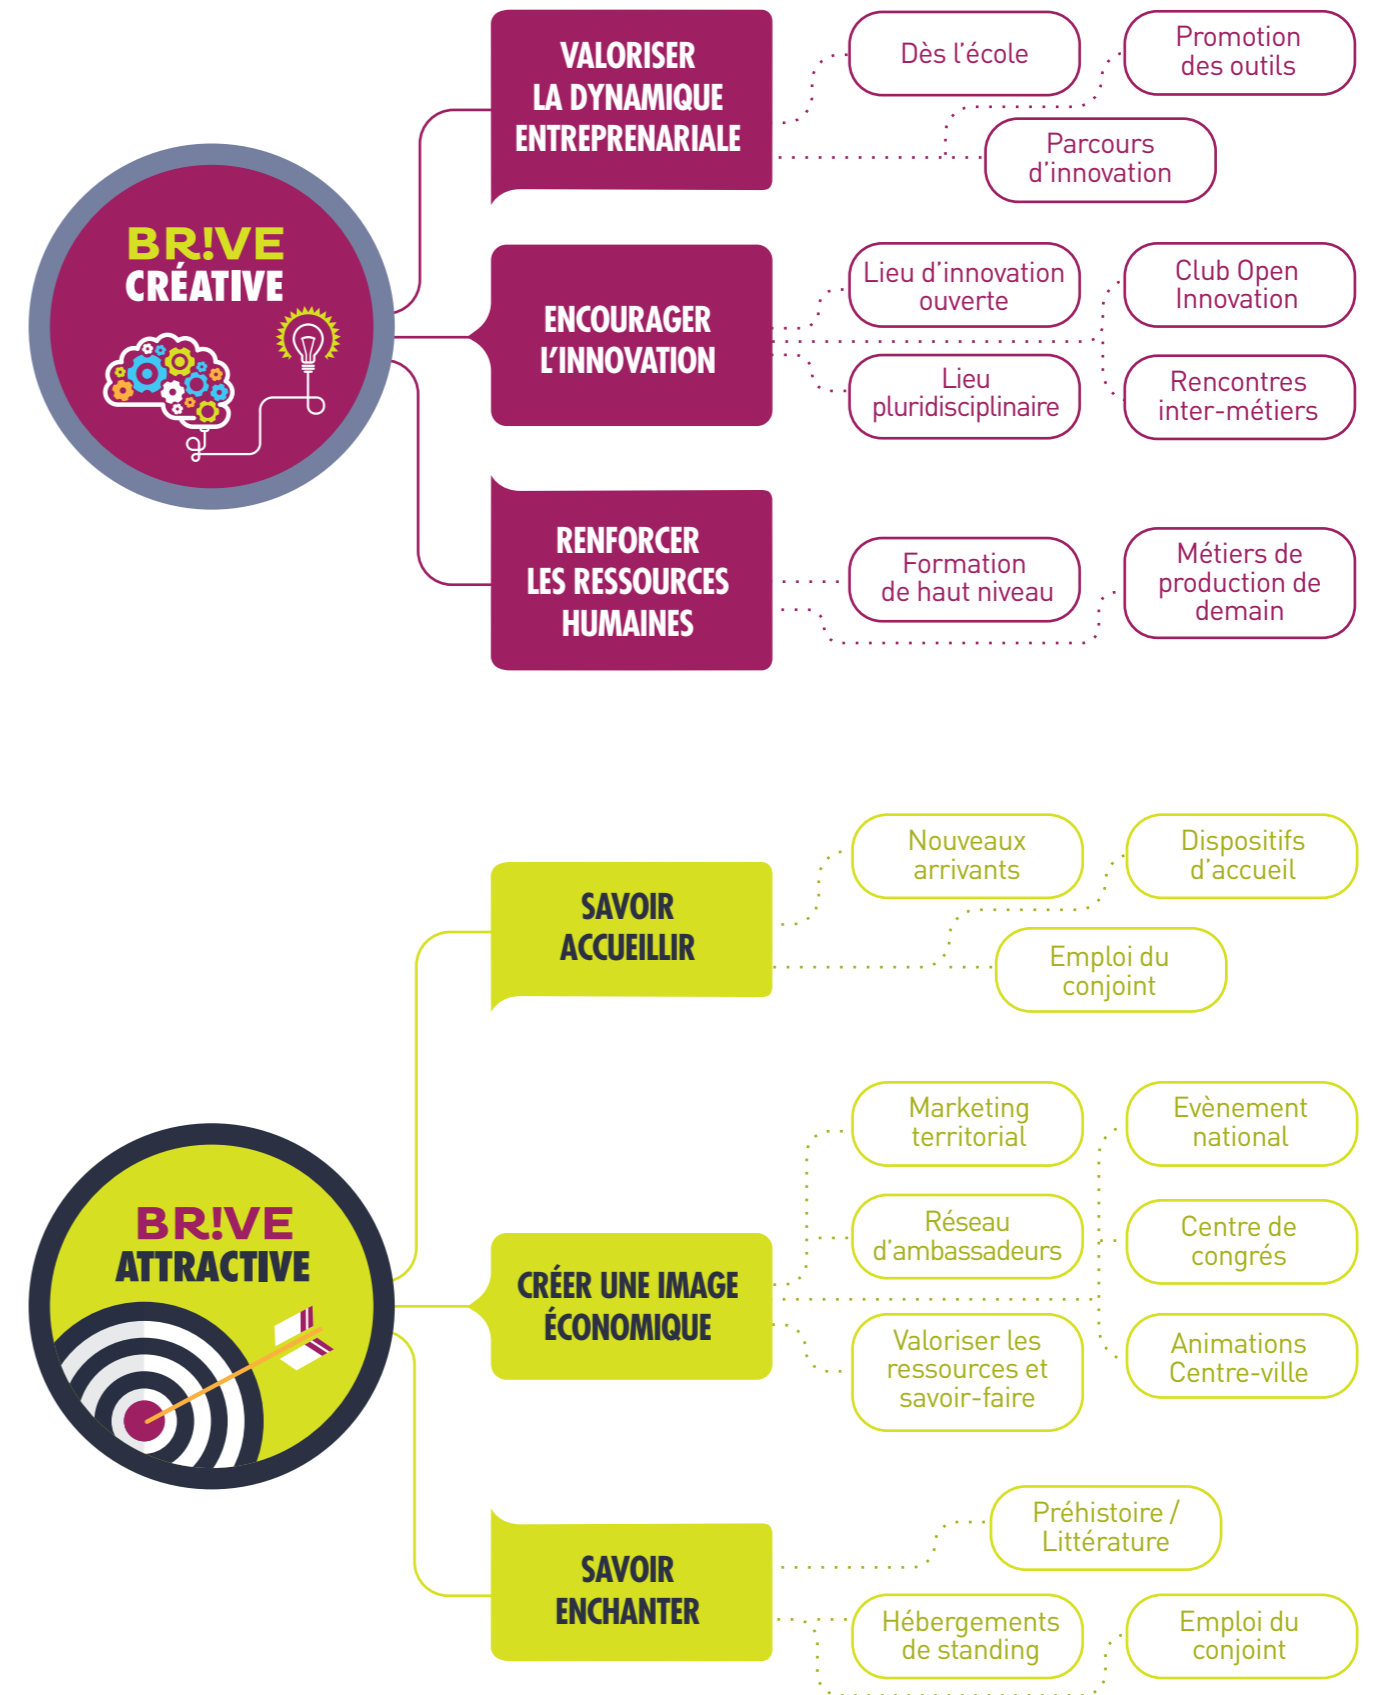 BR!VE
CRÉATIVE
VALORISER
LA DYNAMIQUE
ENTREPRENARIALE
Dès l'école
Promotion
des outils
Parcours
d'innovation
ENCOURAGER
L'INNOVATION
Lieu d'innovation
ouverte
Club Open
Innovation
Lieu
pluridisciplinaire
Rencontres
inter-métiers
RENFORCER
LES RESSOURCES
HUMAINES
Formation
de haut niveau
Métiers de
production de
demain
BR!VE
ATTRACTIVE
SAVOIR
ACCUEILLIR
Nouveaux
arrivants
Dispositifs
d'accueil
Emploi du
conjoint
CRÉER UNE IMAGE
ÉCONOMIQUE
Marketing
territorial
Evènement
national
Réseau
d'ambassadeurs
Centre de
congrés
Valoriser les
ressources et
savoir-faire
Animations
Centre-ville
SAVOIR
ENCHANTER
Préhistoire /
Littérature
Hébergements
de standing
Emploi du
conjoint